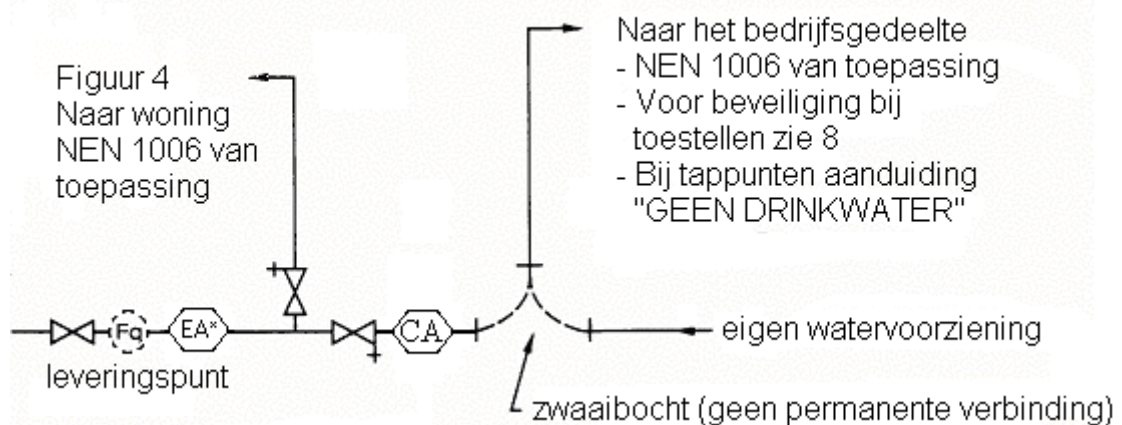 Figuur 4
Naar woning
NEN 1006 van
toepassing
Naar het bedrijfsgedeelte
- NEN 1006 van toepassing
- Voor beveiliging bij
toestellen zie 8
- Bij tappunten aanduiding
"GEEN DRINKWATER"
Fq
EA*
CA
eigen watervoorziening
leveringspunt
zwaaibocht (geen permanente verbinding)